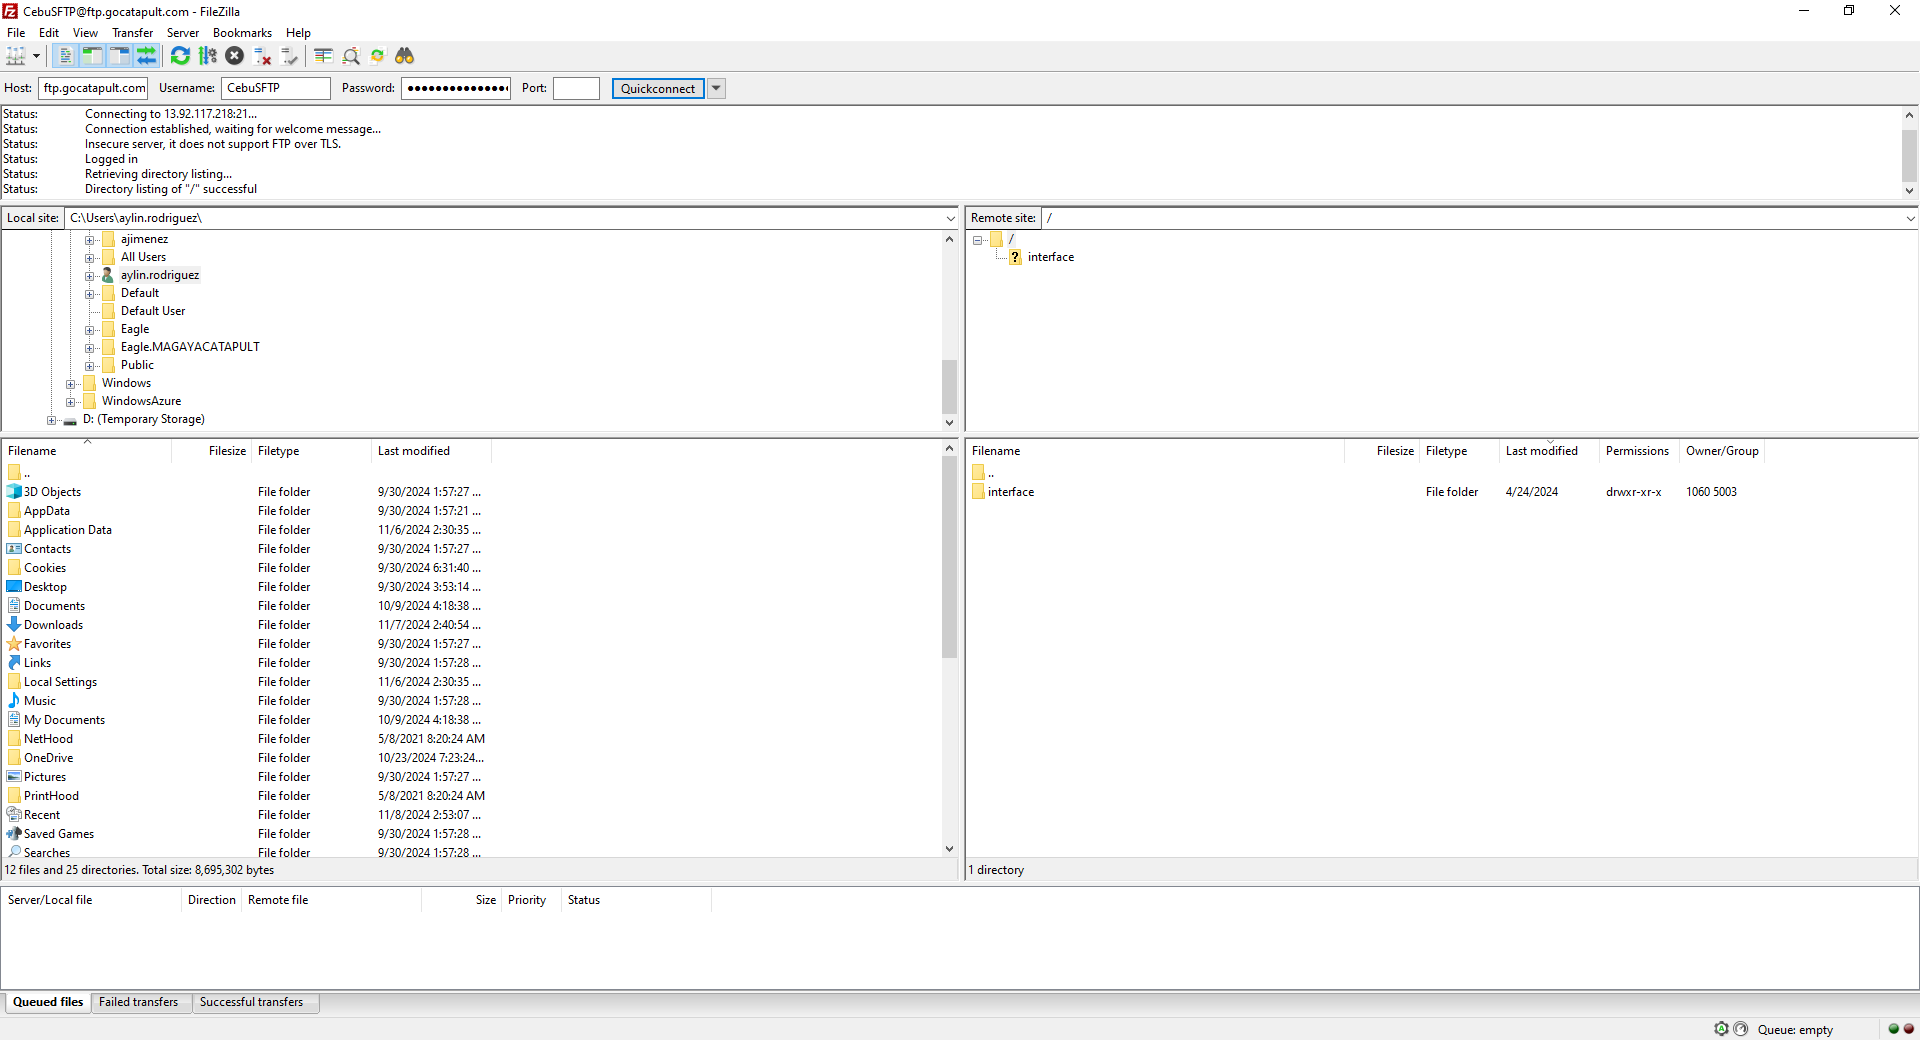 CebuSFTP@ftp.gocatapult.com - FileZilla
File Edit View Transfer Server Bookmarks Help
Host: ftp.gocatapult.com Username: CebuSFTP Password: ●●●●●●●●●●●●●●● Port: Quickconnect
Status: Connecting to 13.92.117.218:21...
Status: Connection established, waiting for welcome message...
Status: Insecure server, it does not support FTP over TLS.
Status: Logged in
Status: Retrieving directory listing...
Status: Directory listing of "/" successful
Local site: C:\Users\aylin.rodriguez\
ajimenez
All Users
aylin.rodriguez
Default
Default User
Eagle
Eagle.MAGAYACATAPULT
Public
Windows
WindowsAzure
D: (Temporary Storage)
Remote site: /
/
? interface
Filename Filesize Filetype Last modified
..
3D Objects File folder 9/30/2024 1:57:27 ...
AppData File folder 9/30/2024 1:57:21 ...
Application Data File folder 11/6/2024 2:30:35 ...
Contacts File folder 9/30/2024 1:57:27 ...
Cookies File folder 9/30/2024 6:31:40 ...
Desktop File folder 9/30/2024 3:53:14 ...
Documents File folder 10/9/2024 4:18:38 ...
Downloads File folder 11/7/2024 2:40:54 ...
Favorites File folder 9/30/2024 1:57:27 ...
Links File folder 9/30/2024 1:57:28 ...
Local Settings File folder 11/6/2024 2:30:35 ...
Music File folder 9/30/2024 1:57:28 ...
My Documents File folder 10/9/2024 4:18:38 ...
NetHood File folder 5/8/2021 8:20:24 AM
OneDrive File folder 10/23/2024 7:23:24...
Pictures File folder 9/30/2024 1:57:27 ...
PrintHood File folder 5/8/2021 8:20:24 AM
Recent File folder 11/8/2024 2:53:07 ...
Saved Games File folder 9/30/2024 1:57:28 ...
Searches File folder 9/30/2024 1:57:28 ...
12 files and 25 directories. Total size: 8,695,302 bytes
Filename Filesize Filetype Last modified Permissions Owner/Group
..
interface File folder 4/24/2024 drwxr-xr-x 1060 5003
1 directory
Server/Local file Direction Remote file Size Priority Status
Queued files Failed transfers Successful transfers
Queue: empty